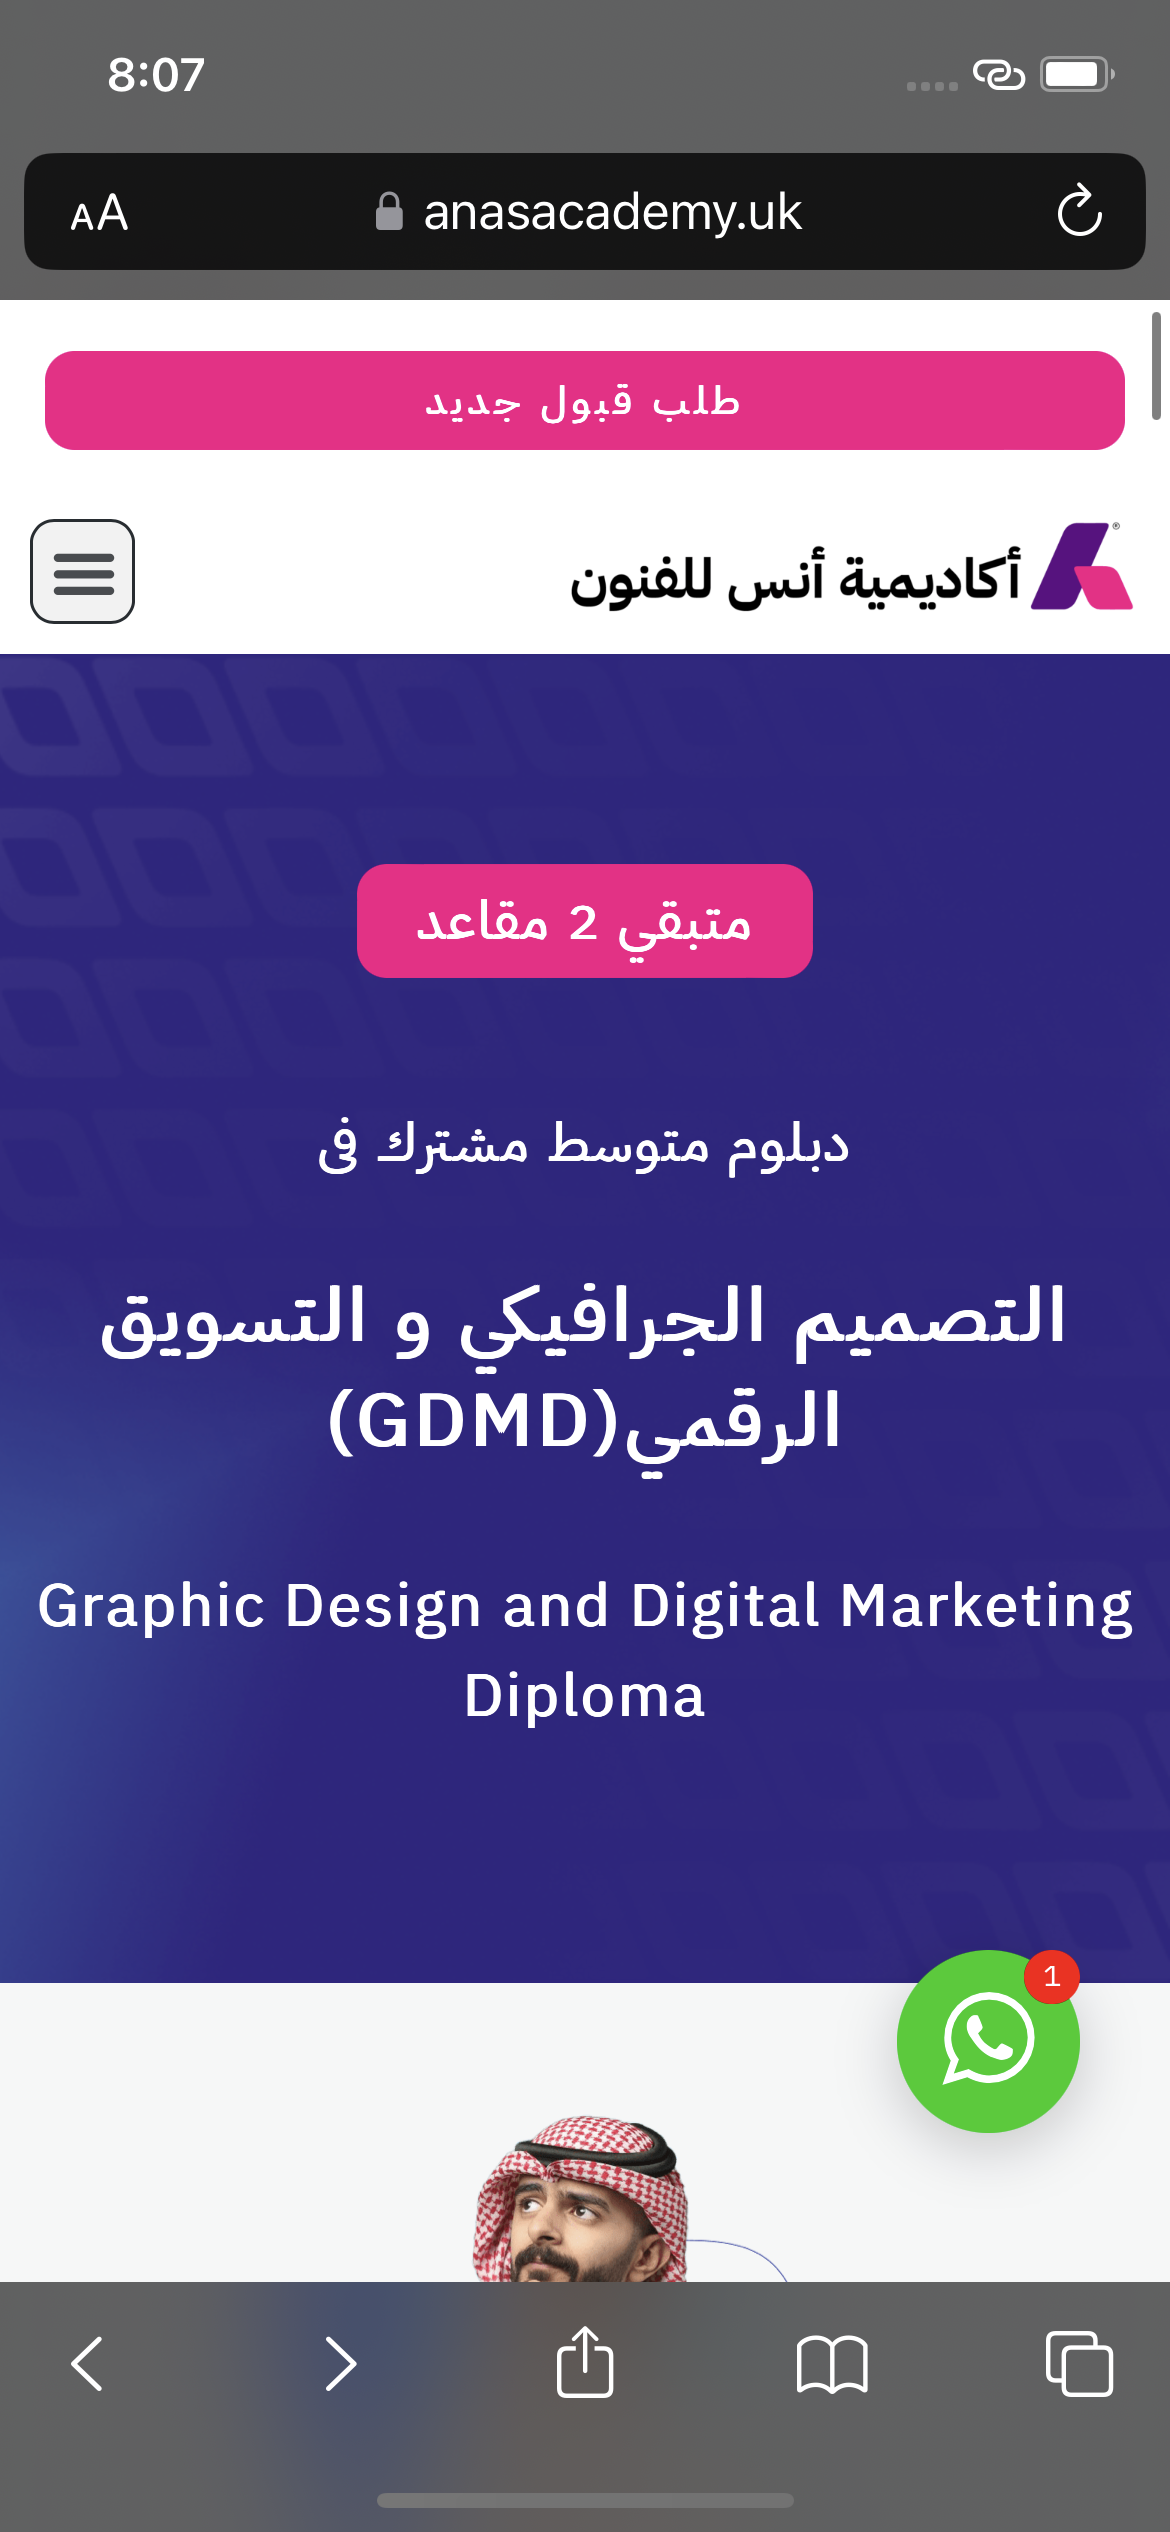 8:07
AA
anasacademy.uk
طلب قبول جديد
أكاديمية أنس للفنون
®
متبقي 2 مقاعد
دبلوم متوسط مشترك فى
التصميم الجرافيكي و التسويق
الرقمي(GDMD)
Graphic Design and Digital Marketing
Diploma
1